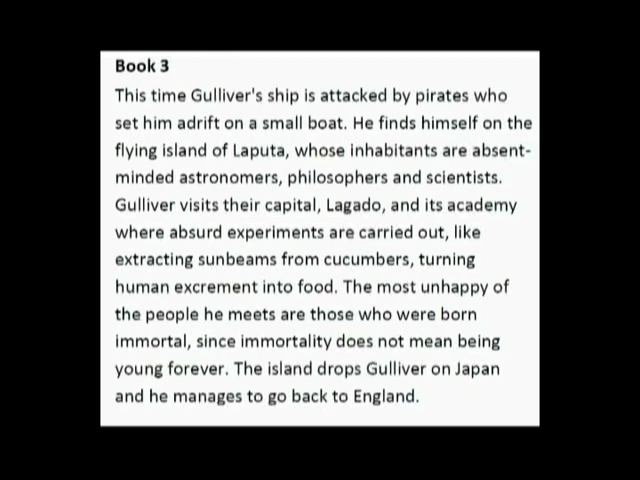 Book 3
This time Gulliver's ship is attacked by pirates who
set him adrift on a small boat. He finds himself on the
flying island of Laputa, whose inhabitants are absent-
minded astronomers, philosophers and scientists.
Gulliver visits their capital, Lagado, and its academy
where absurd experiments are carried out, like
extracting sunbeams from cucumbers, turning
human excrement into food. The most unhappy of
the people he meets are those who were born
immortal, since immortality does not mean being
young forever. The island drops Gulliver on Japan
and he manages to go back to England.